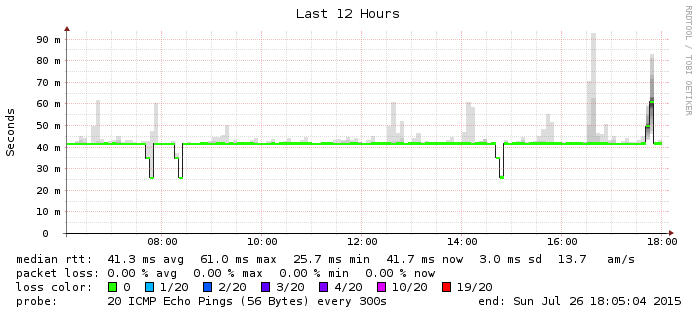 Last 12 Hours
RRDTOOL / TOBI OETIKER
Seconds
90 m
80 m
70 m
60 m
50 m
40 m
30 m
20 m
10 m
0
08:00 10:00 12:00 14:00 16:00 18:00
median rtt: 41.3 ms avg 61.0 ms max 25.7 ms min 41.7 ms now 3.0 ms sd 13.7 am/s
packet loss: 0.00 % avg 0.00 % max 0.00 % min 0.00 % now
loss color: 0 1/20 2/20 3/20 4/20 10/20 19/20
probe: 20 ICMP Echo Pings (56 Bytes) every 300s end: Sun Jul 26 18:05:04 2015